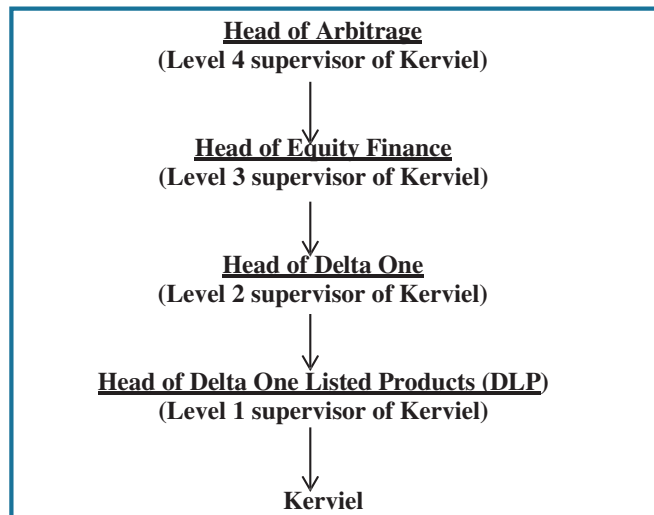 Head of Arbitrage
(Level 4 supervisor of Kerviel)
Head of Equity Finance
(Level 3 supervisor of Kerviel)
Head of Delta One
(Level 2 supervisor of Kerviel)
Head of Delta One Listed Products (DLP)
(Level 1 supervisor of Kerviel)
Kerviel